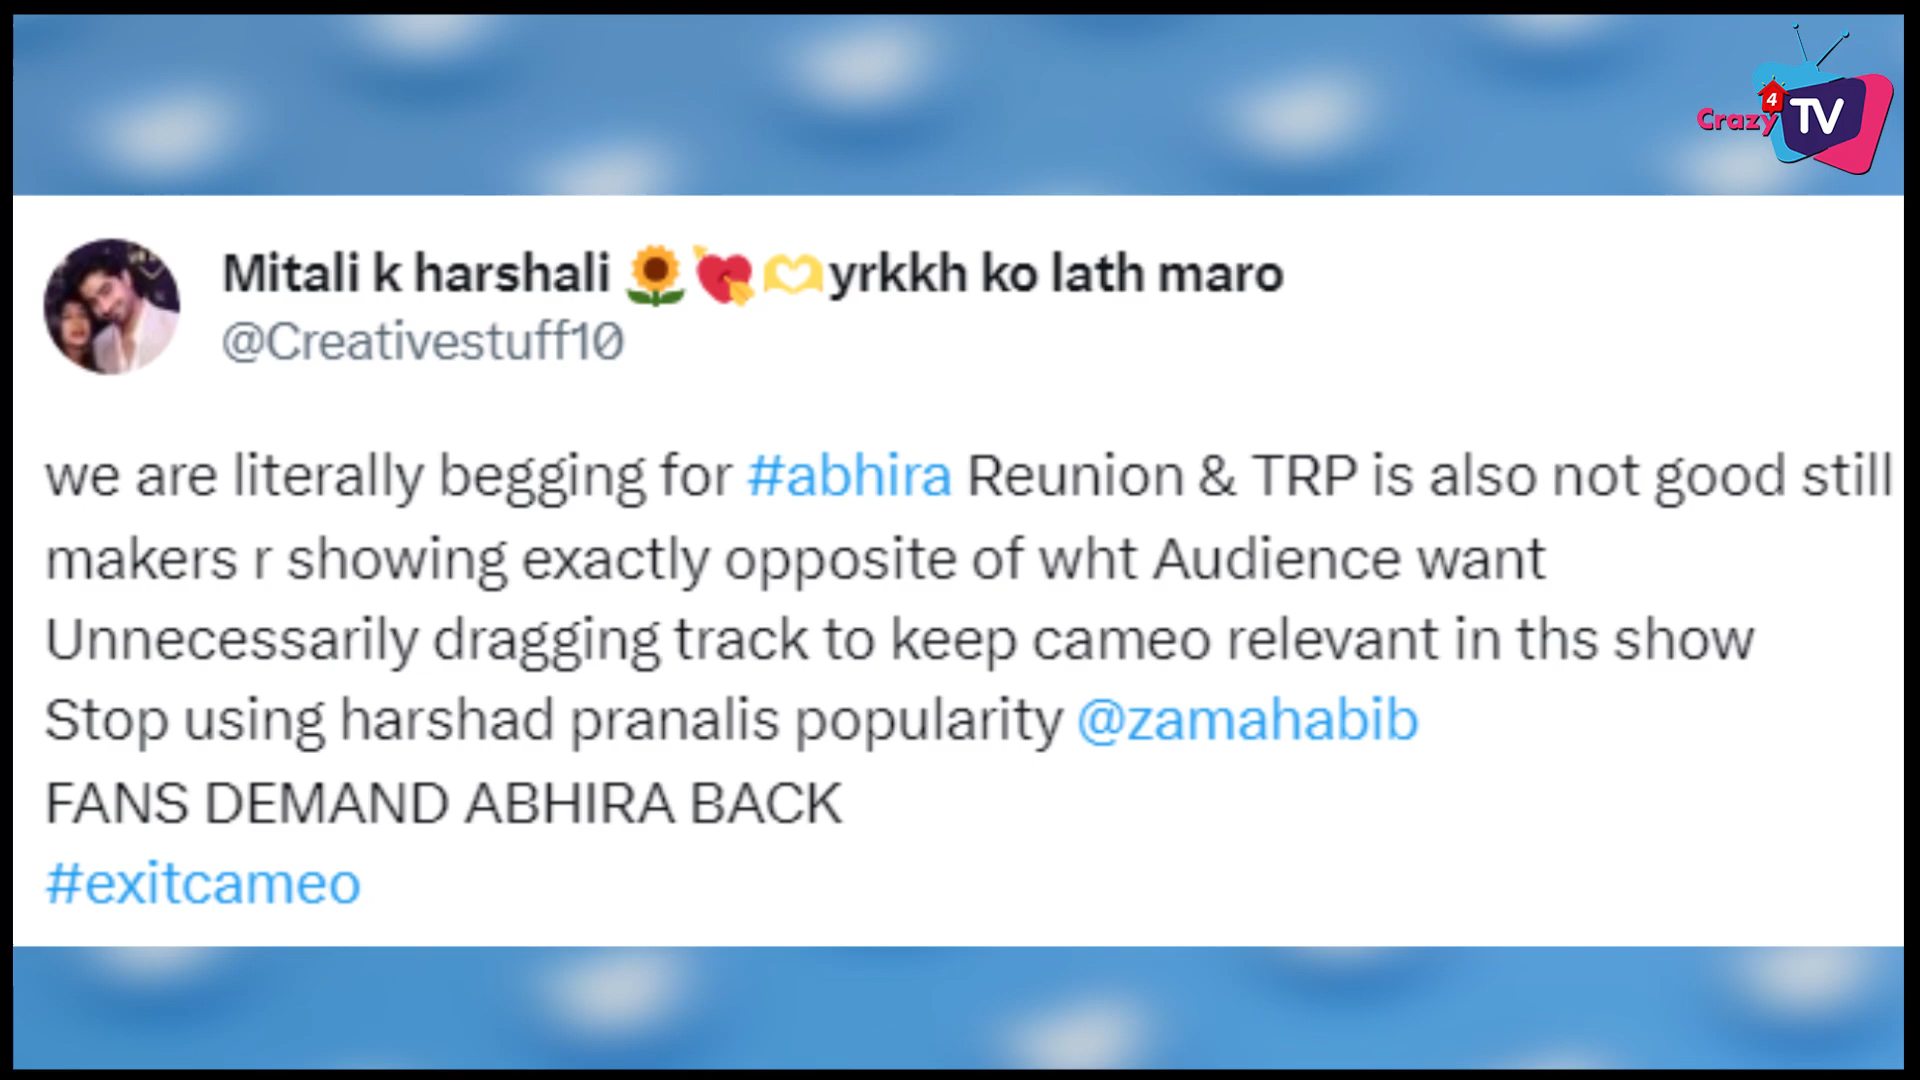 Crazy 4 TV
Mitali k harshali 🌻💘🫶yrkkh ko lath maro
@Creativestuff10
we are literally begging for #abhira Reunion & TRP is also not good still
makers r showing exactly opposite of wht Audience want
Unnecessarily dragging track to keep cameo relevant in ths show
Stop using harshad pranalis popularity @zamahabib
FANS DEMAND ABHIRA BACK
#exitcameo